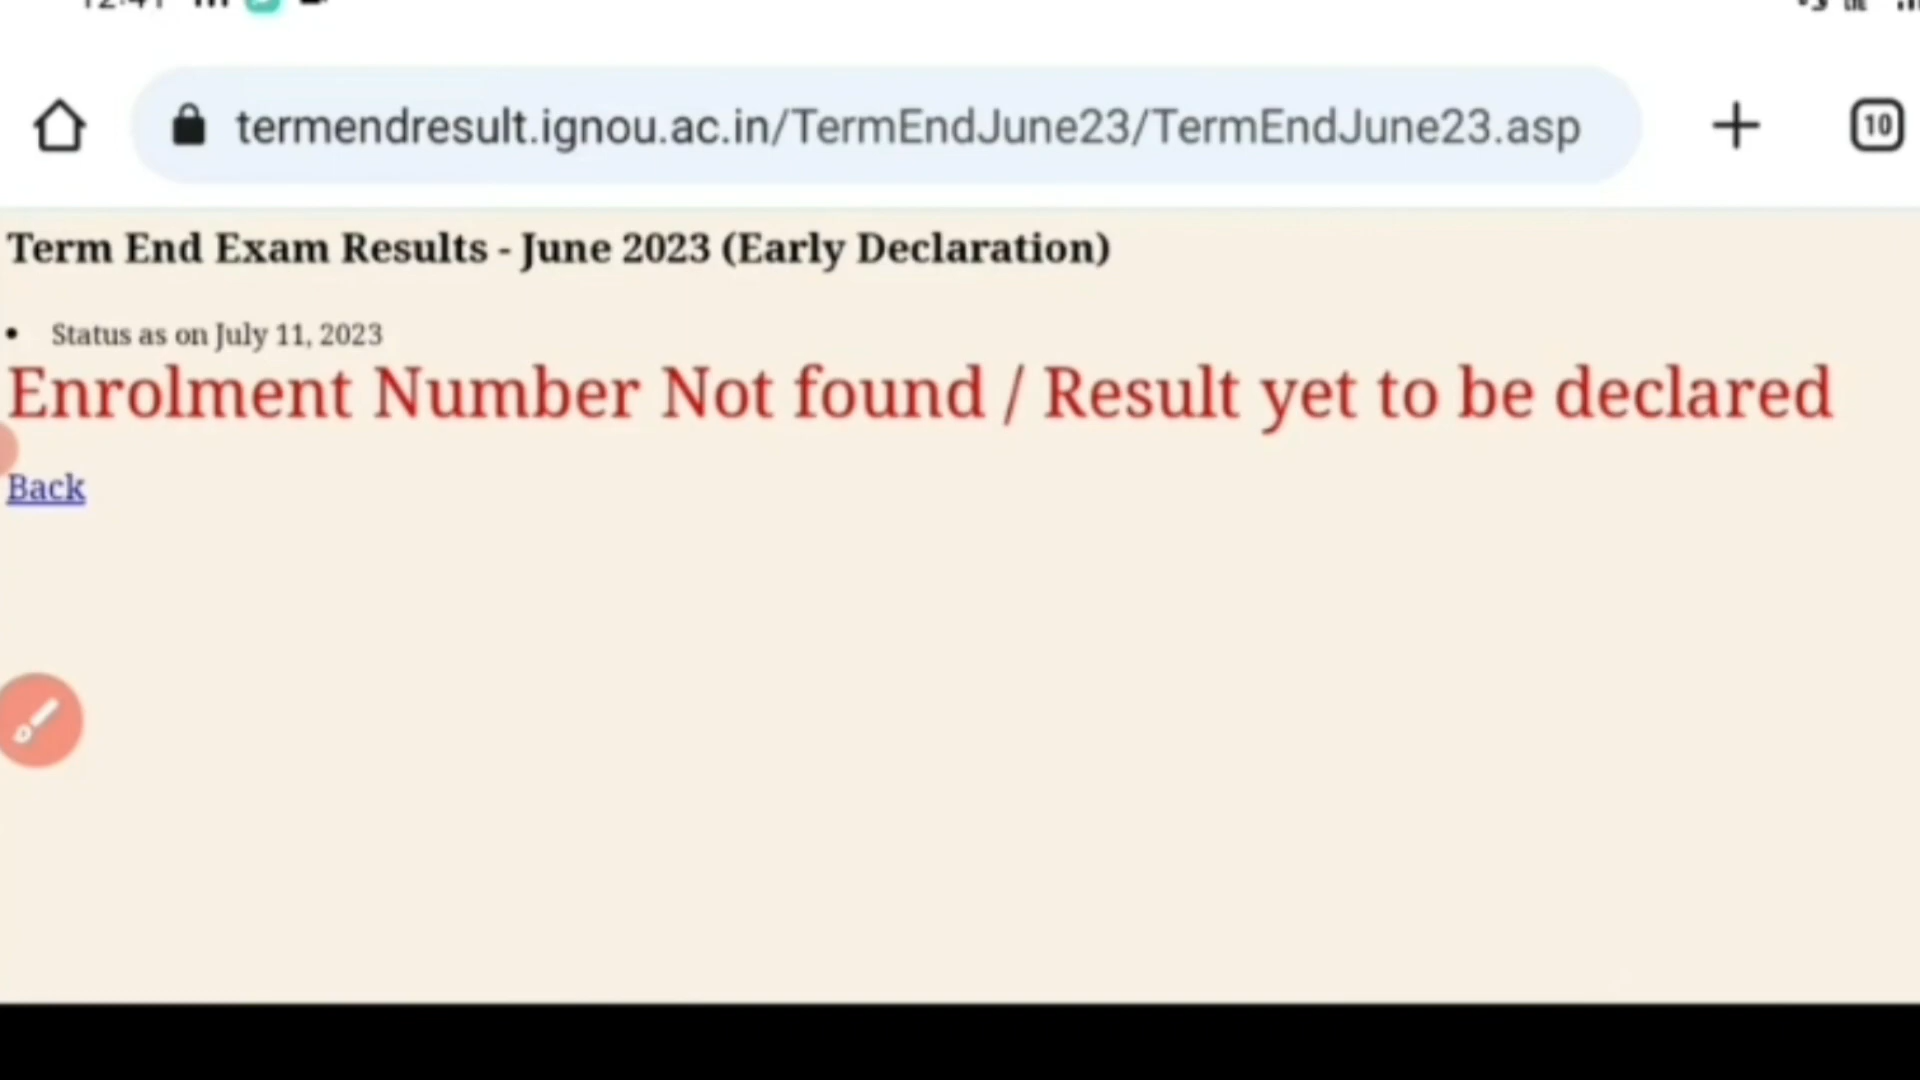 termendresult.ignou.ac.in/TermEndJune23/TermEndJune23.asp
10
Term End Exam Results - June 2023 (Early Declaration)
• Status as on July 11, 2023
Enrolment Number Not found / Result yet to be declared
Back